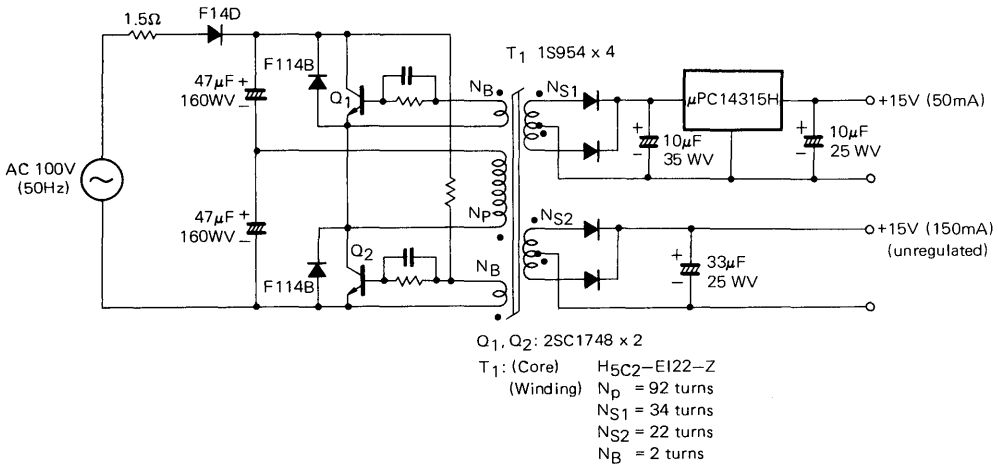 1.5Ω
F14D
F114B
47μF +
160WV –
Q1
NB
T1 1S954 x 4
NS1
μPC14315H
+15V (50mA)
+
–
10μF
35 WV
+
–
10μF
25 WV
AC 100V
(50Hz)
NP
47μF +
160WV –
Q2
F114B
NB
NS2
+15V (150mA)
(unregulated)
+
–
33μF
25 WV
Q1, Q2: 2SC1748 x 2
T1: (Core) H5C2–EI22–Z
(Winding) Np = 92 turns
NS1 = 34 turns
NS2 = 22 turns
NB = 2 turns